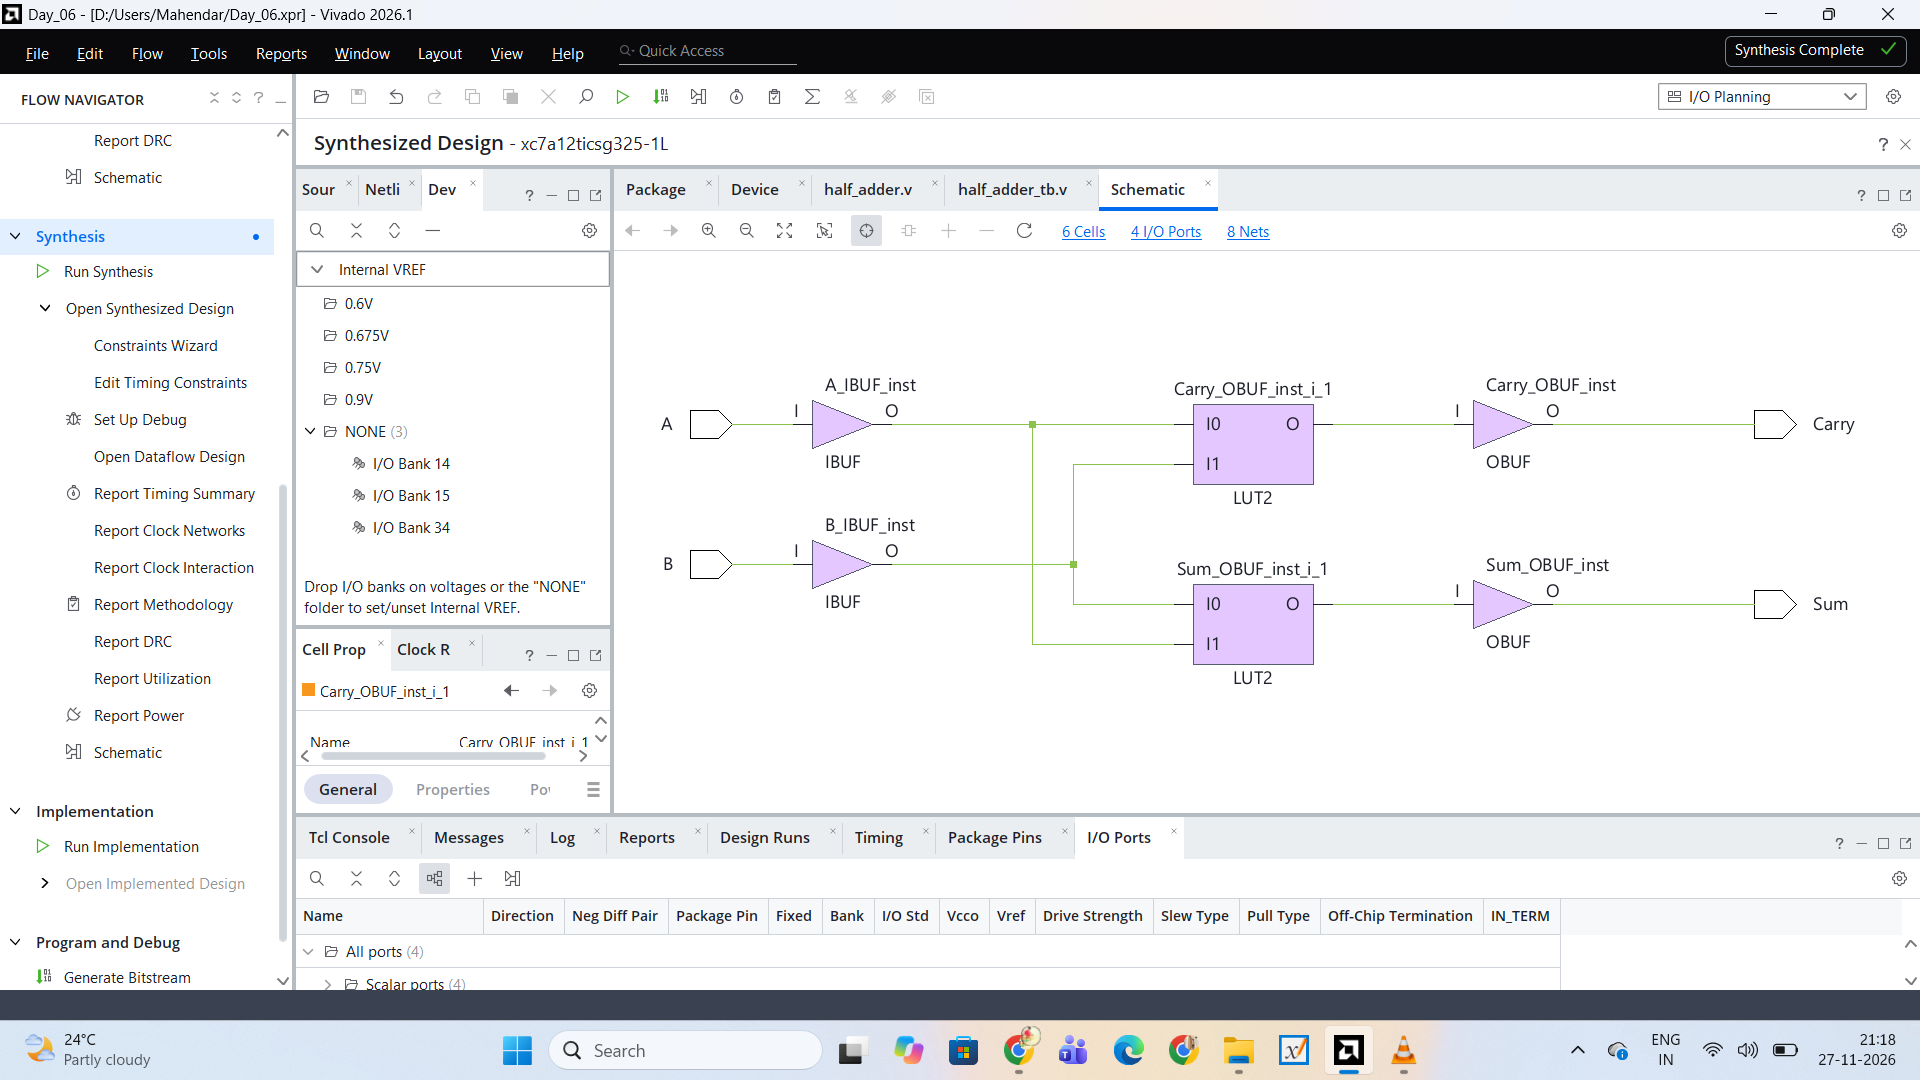 Day_06 - [D:/Users/Mahendar/Day_06.xpr] - Vivado 2026.1
File Edit Flow Tools Reports Window Layout View Help Quick Access
Synthesis Complete
FLOW NAVIGATOR
I/O Planning
Report DRC
Schematic
Synthesis
Run Synthesis
Open Synthesized Design
Constraints Wizard
Edit Timing Constraints
Set Up Debug
Open Dataflow Design
Report Timing Summary
Report Clock Networks
Report Clock Interaction
Report Methodology
Report DRC
Report Utilization
Report Power
Schematic
Implementation
Run Implementation
Open Implemented Design
Program and Debug
Generate Bitstream
Synthesized Design - xc7a12ticsg325-1L
Sour Netli Dev
Internal VREF
0.6V
0.675V
0.75V
0.9V
NONE (3)
I/O Bank 14
I/O Bank 15
I/O Bank 34
Drop I/O banks on voltages or the "NONE"
folder to set/unset Internal VREF.
Cell Prop Clock R
Carry_OBUF_inst_i_1
Name Carry_OBUF_inst_i_1
General Properties Po
Package Device half_adder.v half_adder_tb.v Schematic
6 Cells 4 I/O Ports 8 Nets
A_IBUF_inst Carry_OBUF_inst_i_1 Carry_OBUF_inst
A I O I0 O I O Carry
IBUF I1 OBUF
LUT2
B_IBUF_inst
B I O
IBUF
Sum_OBUF_inst_i_1 Sum_OBUF_inst
I0 O I O Sum
I1 OBUF
LUT2
Tcl Console Messages Log Reports Design Runs Timing Package Pins I/O Ports
Name Direction Neg Diff Pair Package Pin Fixed Bank I/O Std Vcco Vref Drive Strength Slew Type Pull Type Off-Chip Termination IN_TERM
All ports (4)
Scalar ports (4)
24°C
Partly cloudy
Search
ENG
IN
21:18
27-11-2026